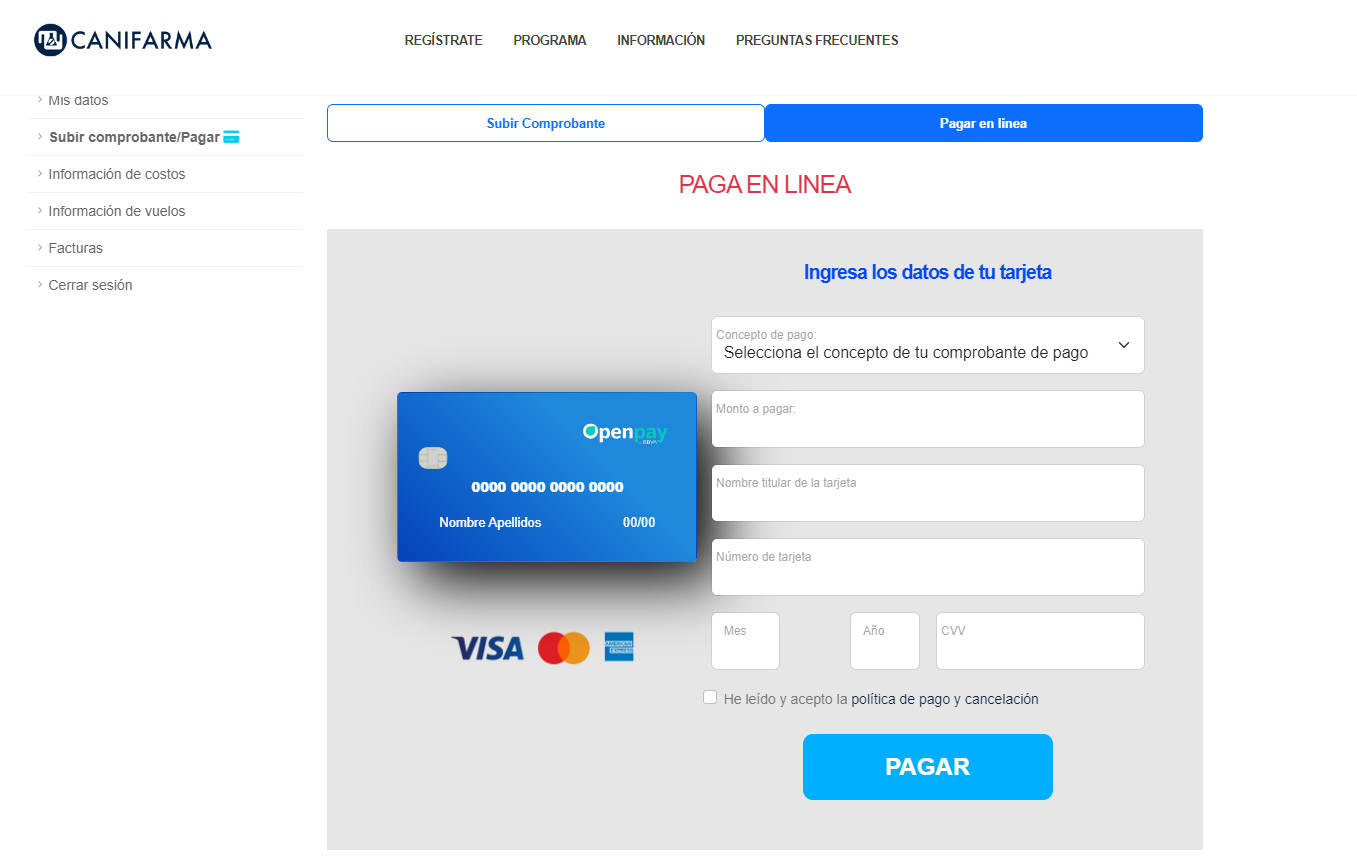 CANIFARMA
REGÍSTRATE PROGRAMA INFORMACIÓN PREGUNTAS FRECUENTES
Mis datos
Subir comprobante/Pagar
Información de costos
Información de vuelos
Facturas
Cerrar sesión
Subir Comprobante
Pagar en linea
PAGA EN LINEA
Ingresa los datos de tu tarjeta
Concepto de pago:
Selecciona el concepto de tu comprobante de pago
Monto a pagar:
Nombre titular de la tarjeta
Número de tarjeta
Mes Año CVV
He leído y acepto la política de pago y cancelación
PAGAR
Openpay
BBVA
0000 0000 0000 0000
Nombre Apellidos 00/00
VISA
AMERICAN
EXPRESS